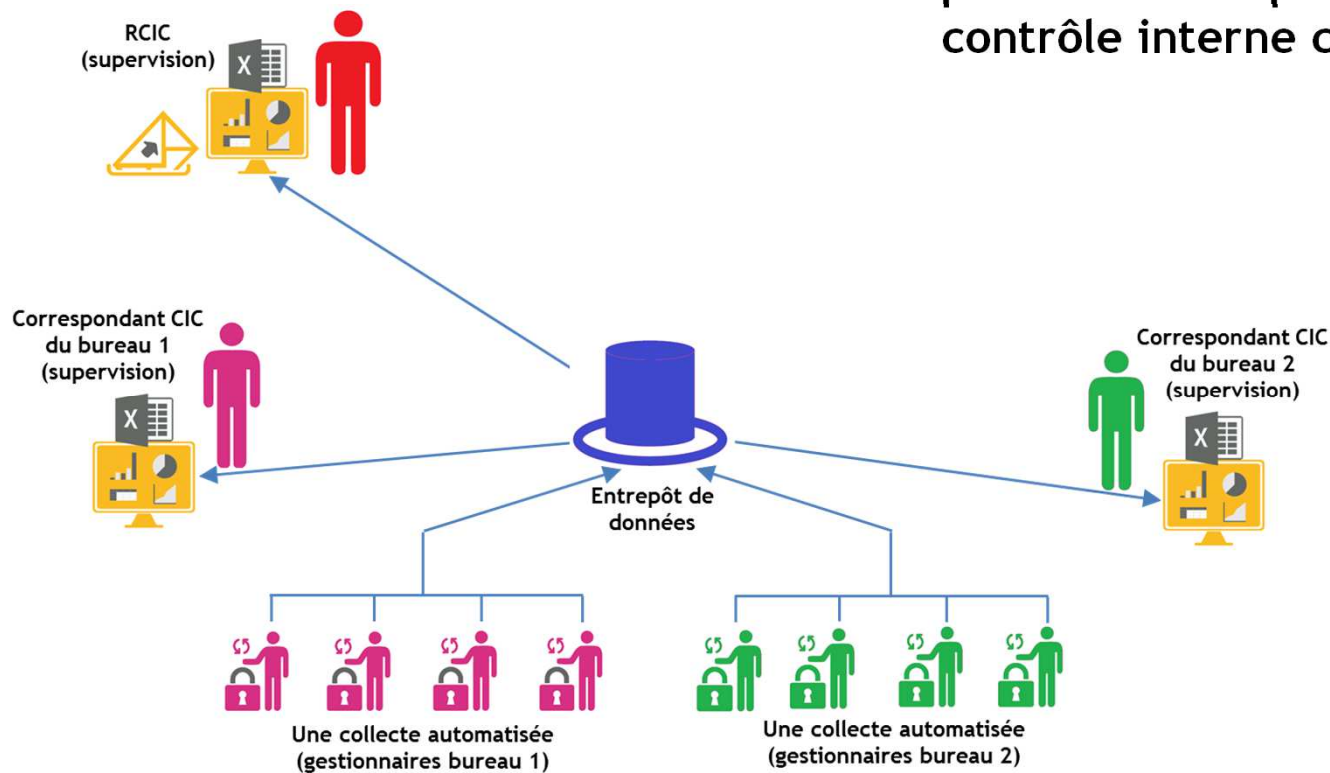 contrôle interne c
RCIC
(supervision)
X
Correspondant CIC
du bureau 1
(supervision)
X
Correspondant CIC
du bureau 2
(supervision)
X
Entrepôt de
données
Une collecte automatisée
(gestionnaires bureau 1)
Une collecte automatisée
(gestionnaires bureau 2)